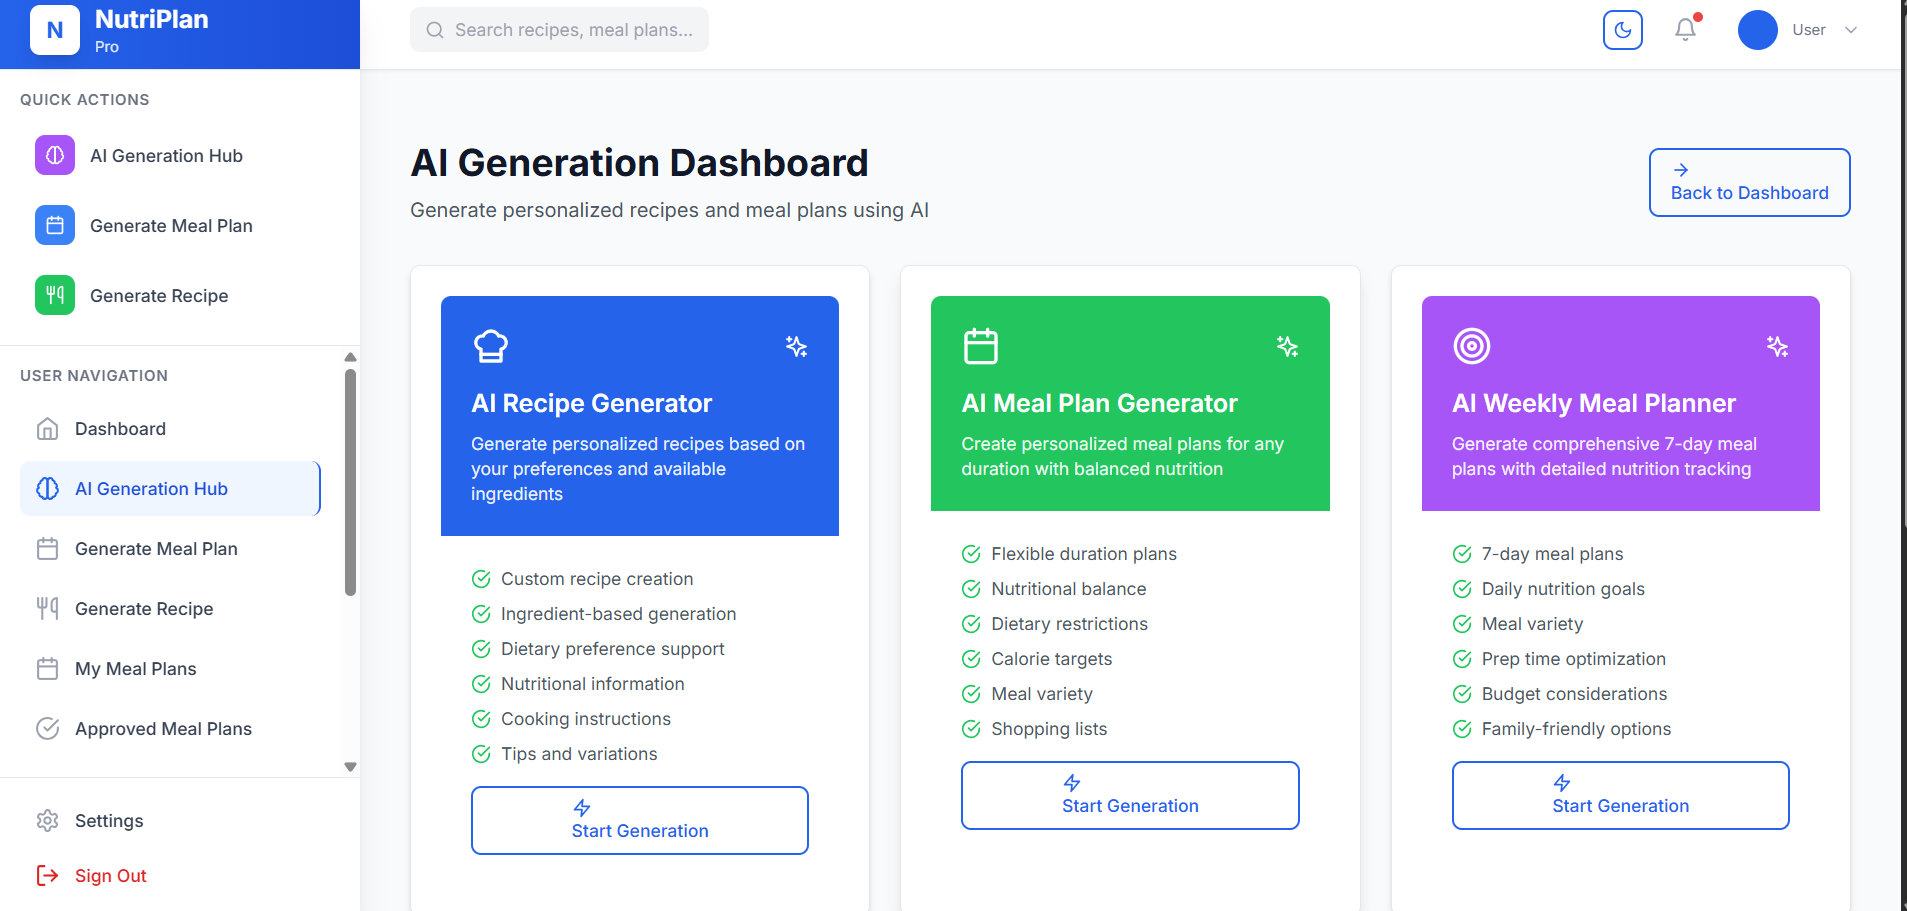 N
NutriPlan
Pro
Search recipes, meal plans...
User
QUICK ACTIONS
AI Generation Hub
Generate Meal Plan
Generate Recipe
USER NAVIGATION
Dashboard
AI Generation Hub
Generate Meal Plan
Generate Recipe
My Meal Plans
Approved Meal Plans
Settings
Sign Out
AI Generation Dashboard
Generate personalized recipes and meal plans using AI
Back to Dashboard
AI Recipe Generator
Generate personalized recipes based on
your preferences and available
ingredients
Custom recipe creation
Ingredient-based generation
Dietary preference support
Nutritional information
Cooking instructions
Tips and variations
Start Generation
AI Meal Plan Generator
Create personalized meal plans for any
duration with balanced nutrition
Flexible duration plans
Nutritional balance
Dietary restrictions
Calorie targets
Meal variety
Shopping lists
Start Generation
AI Weekly Meal Planner
Generate comprehensive 7-day meal
plans with detailed nutrition tracking
7-day meal plans
Daily nutrition goals
Meal variety
Prep time optimization
Budget considerations
Family-friendly options
Start Generation